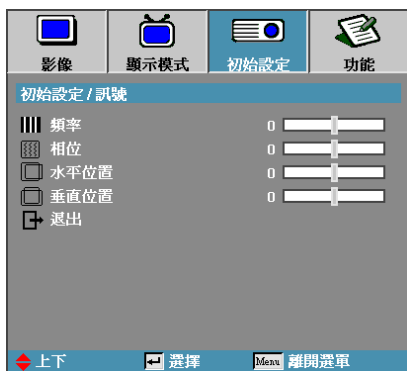 影像 顯示模式 初始設定 功能
初始設定 / 訊號
頻率 0
相位 0
水平位置 0
垂直位置 0
退出
上下 選擇 Menu 離開選單